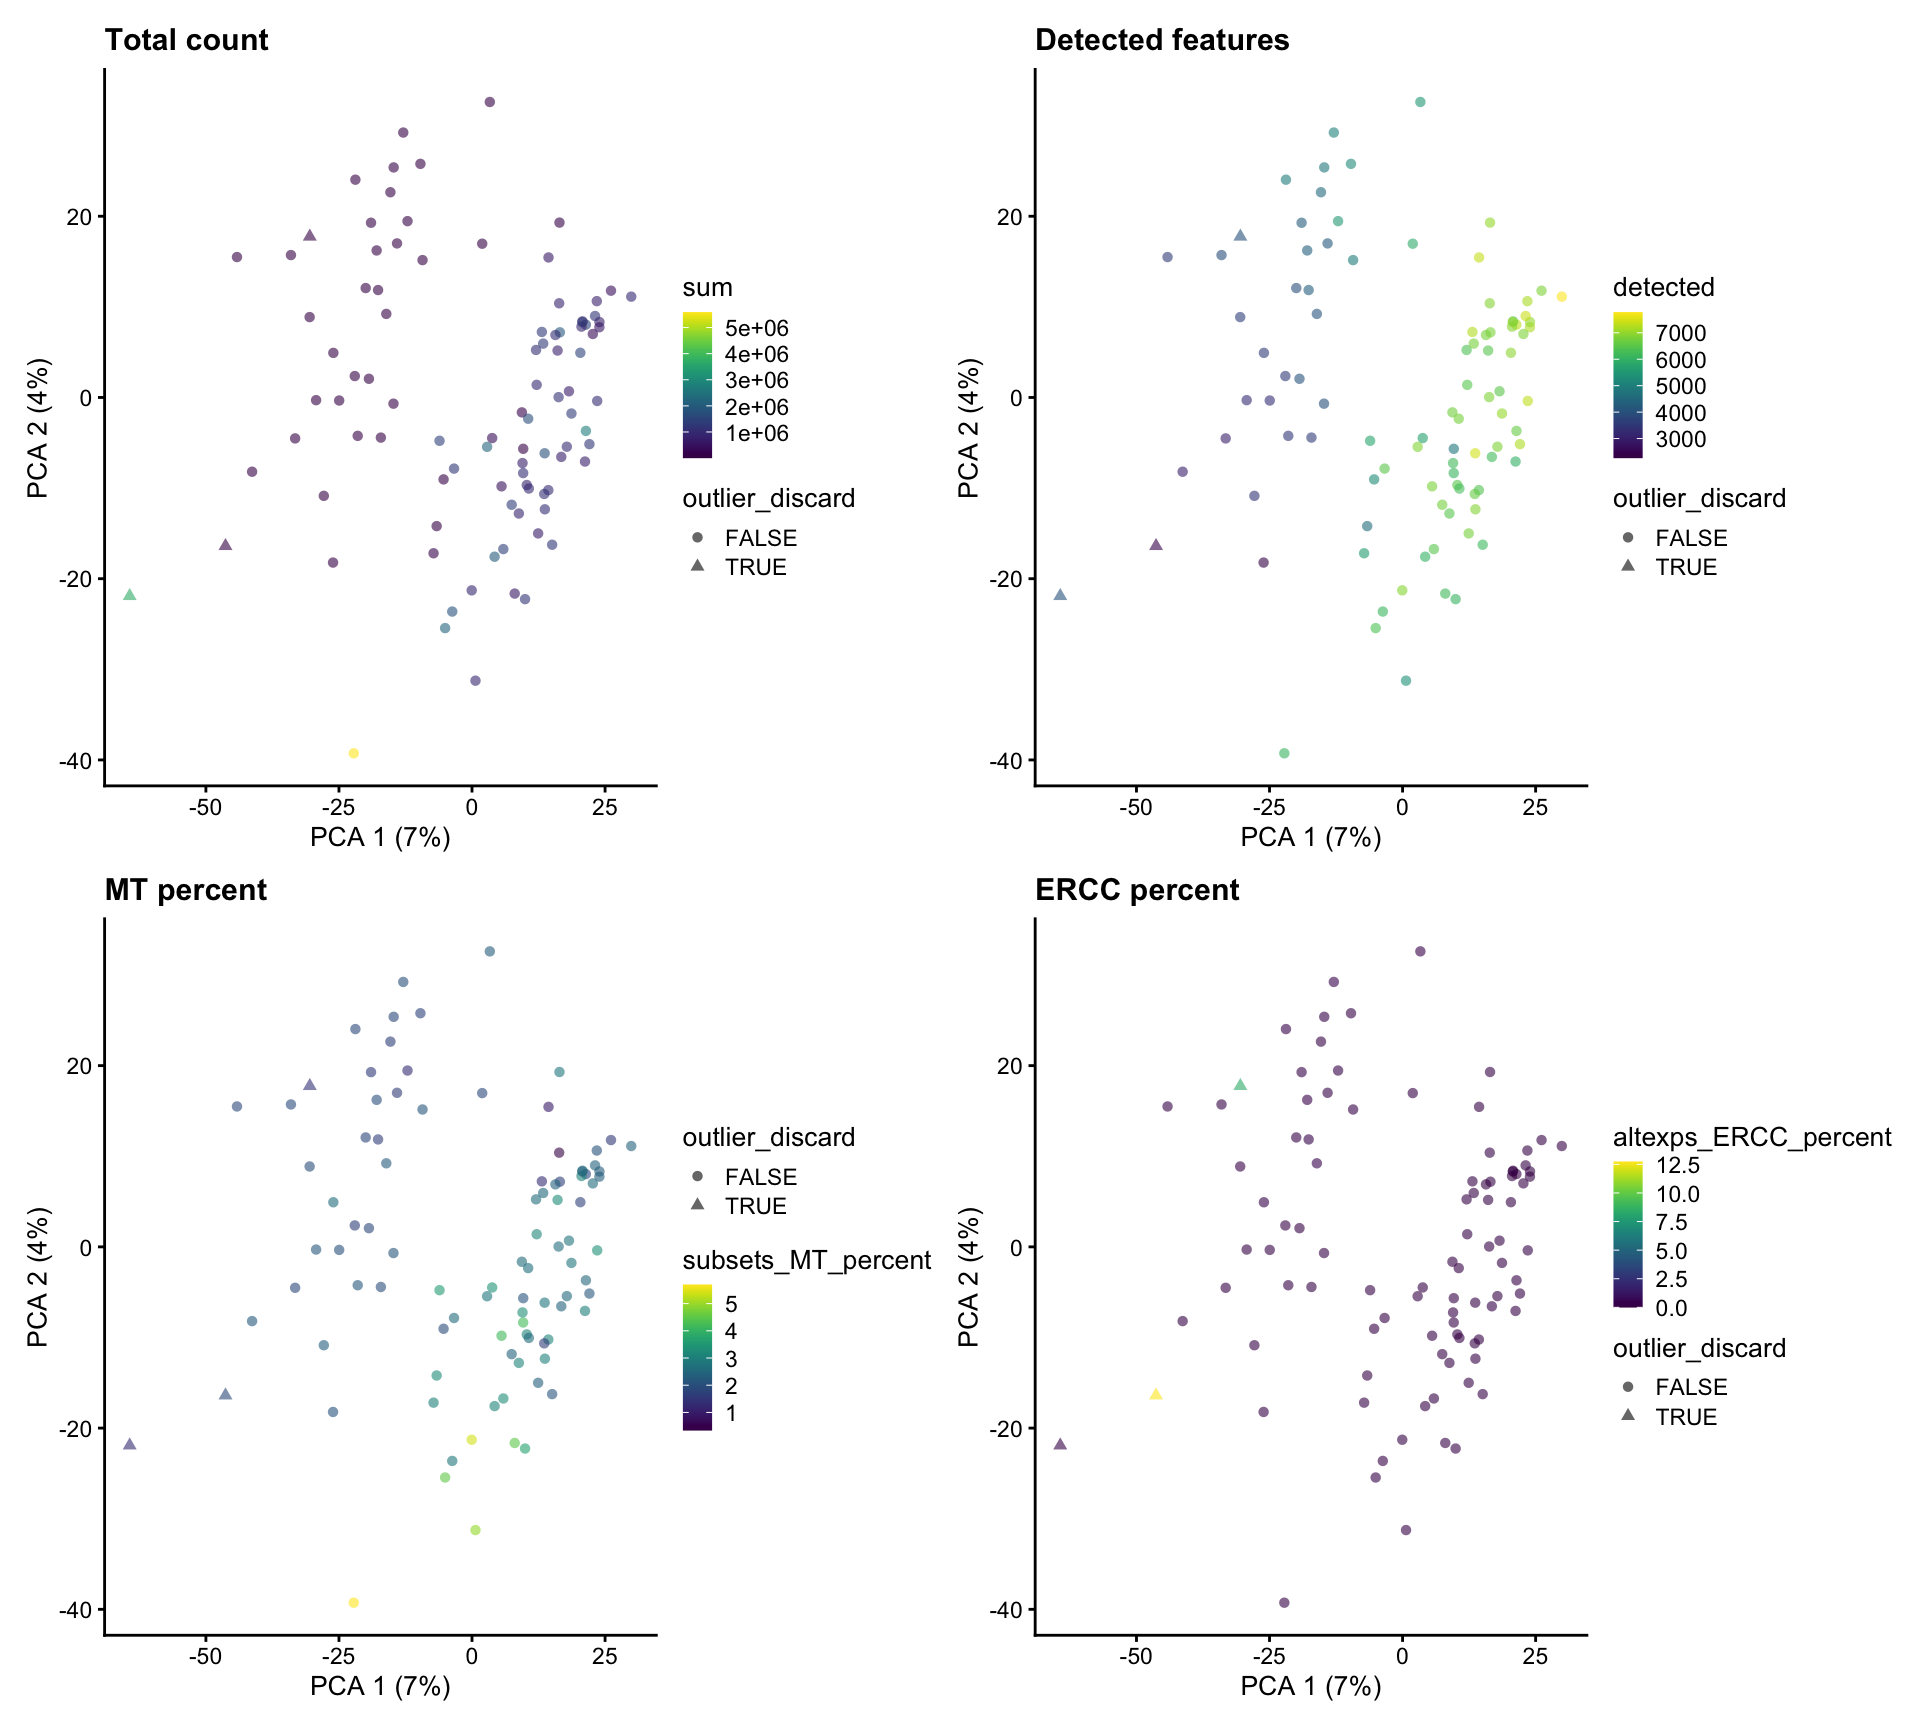 Total count
20
0
-20
-40
-50
-25
0
25
PCA 1 (7%)
PCA 2 (4%)
sum
5e+06
4e+06
3e+06
2e+06
1e+06
outlier_discard
FALSE
TRUE
Detected features
20
0
-20
-40
-50
-25
0
25
PCA 1 (7%)
PCA 2 (4%)
detected
7000
6000
5000
4000
3000
outlier_discard
FALSE
TRUE
MT percent
20
0
-20
-40
-50
-25
0
25
PCA 1 (7%)
PCA 2 (4%)
outlier_discard
FALSE
TRUE
subsets_MT_percent
5
4
3
2
1
ERCC percent
20
0
-20
-40
-50
-25
0
25
PCA 1 (7%)
PCA 2 (4%)
altexps_ERCC_percent
12.5
10.0
7.5
5.0
2.5
0.0
outlier_discard
FALSE
TRUE